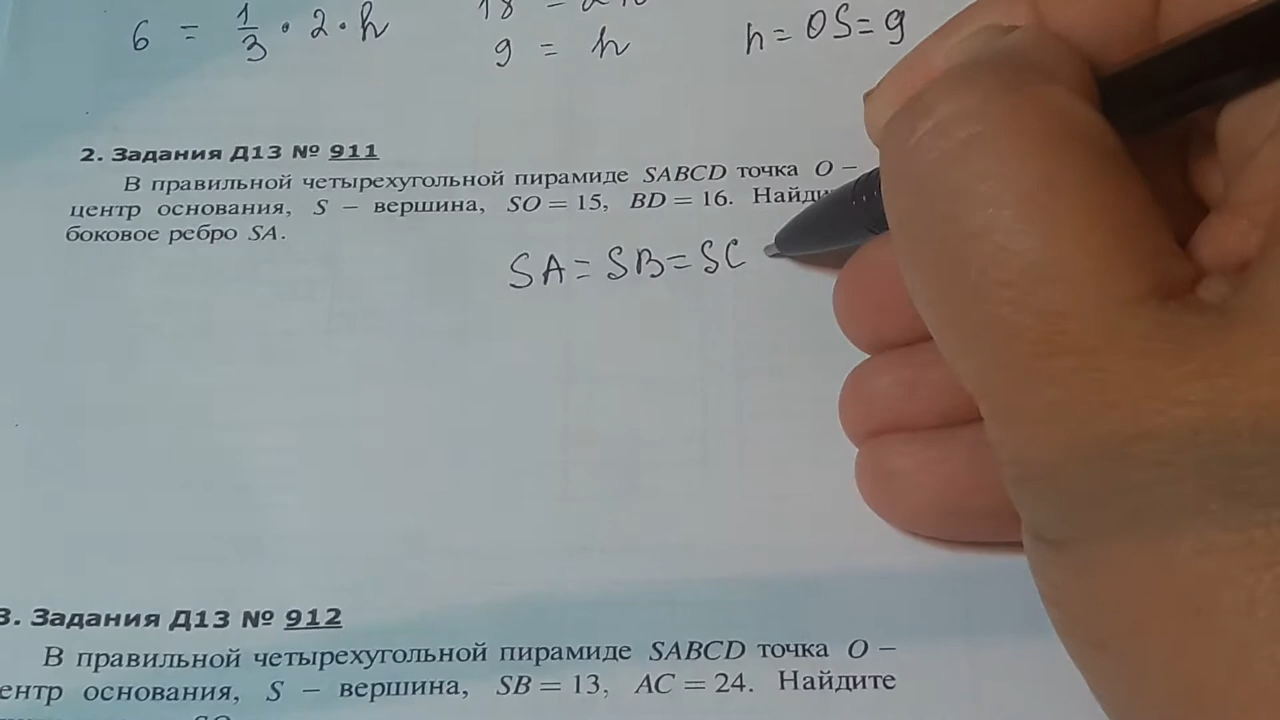 6 = 1/3 · 2 · h
9 = h
h = OS = 9
2. Задания Д13 № 911
В правильной четырехугольной пирамиде SABCD точка O –
центр основания, S – вершина, SO = 15, BD = 16.
боковое ребро SA.
SA = SB = SC
3. Задания Д13 № 912
В правильной четырехугольной пирамиде SABCD точка O –
S – вершина, SB = 13, AC = 24. Найдите